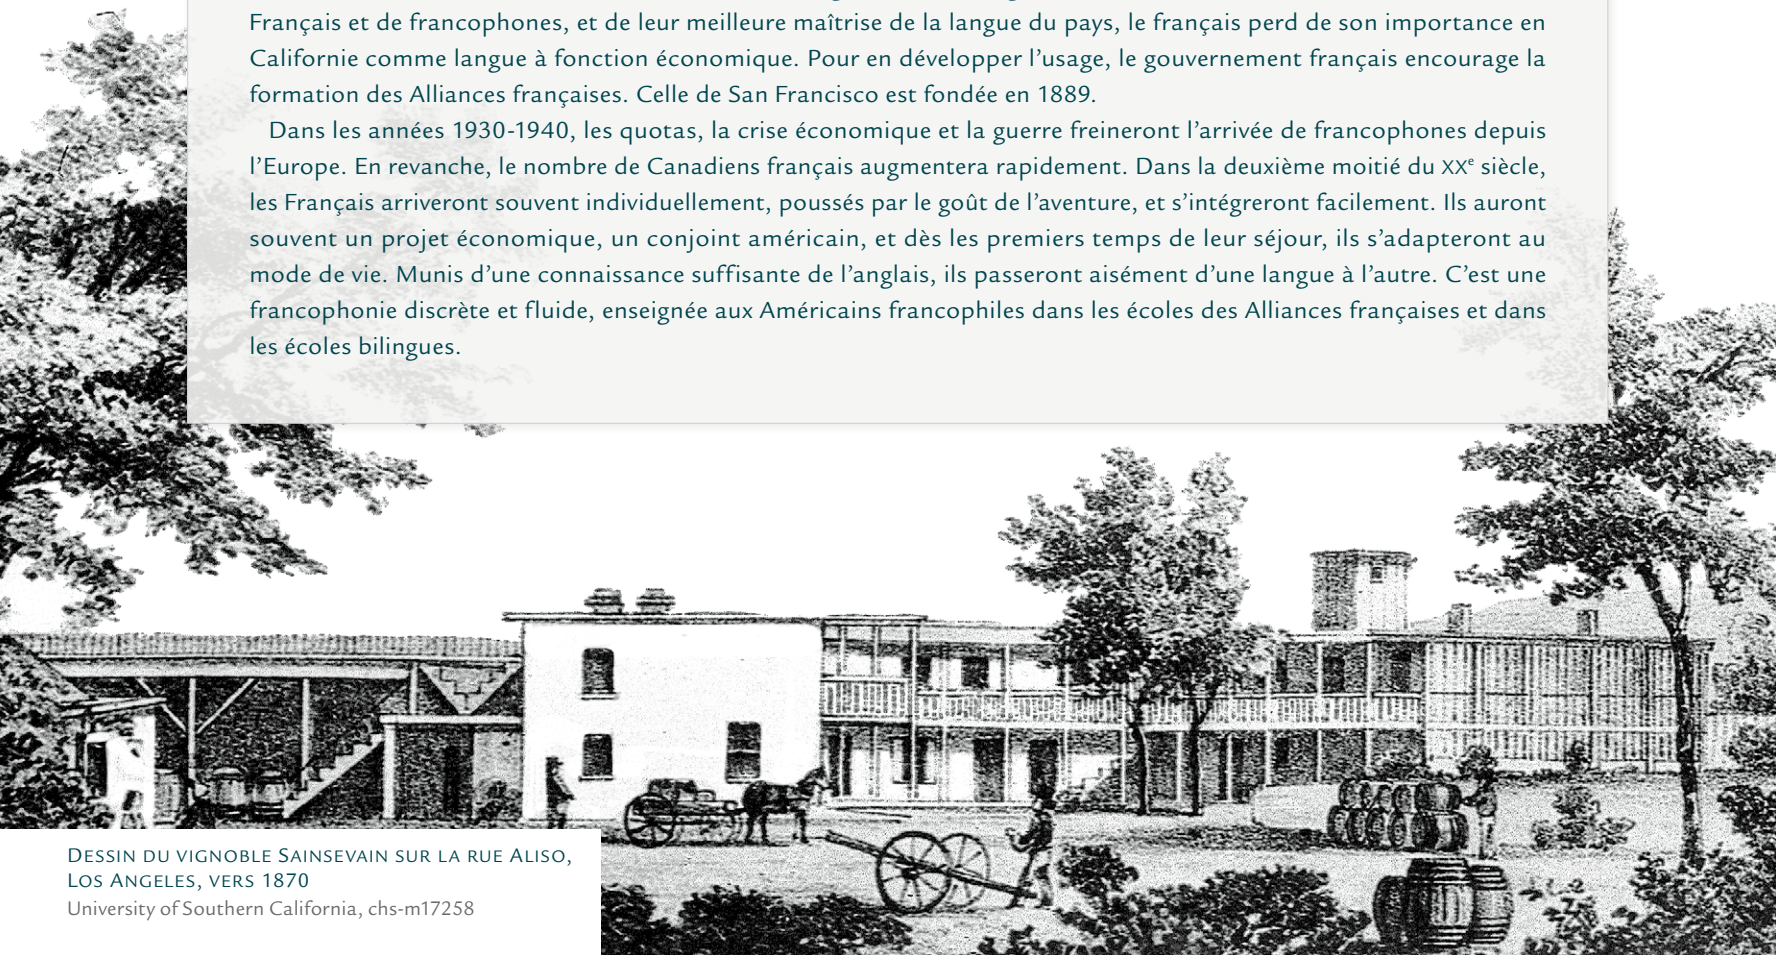 Français et de francophones, et de leur meilleure maîtrise de la langue du pays, le français perd de son importance en
Californie comme langue à fonction économique. Pour en développer l’usage, le gouvernement français encourage la
formation des Alliances françaises. Celle de San Francisco est fondée en 1889.
Dans les années 1930-1940, les quotas, la crise économique et la guerre freineront l’arrivée de francophones depuis
l’Europe. En revanche, le nombre de Canadiens français augmentera rapidement. Dans la deuxième moitié du XXe siècle,
les Français arriveront souvent individuellement, poussés par le goût de l’aventure, et s’intégreront facilement. Ils auront
souvent un projet économique, un conjoint américain, et dès les premiers temps de leur séjour, ils s’adapteront au
mode de vie. Munis d’une connaissance suffisante de l’anglais, ils passeront aisément d’une langue à l’autre. C’est une
francophonie discrète et fluide, enseignée aux Américains francophiles dans les écoles des Alliances françaises et dans
les écoles bilingues.
Dessin du vignoble Sainsevain sur la rue Aliso,
Los Angeles, vers 1870
University of Southern California, chs-m17258